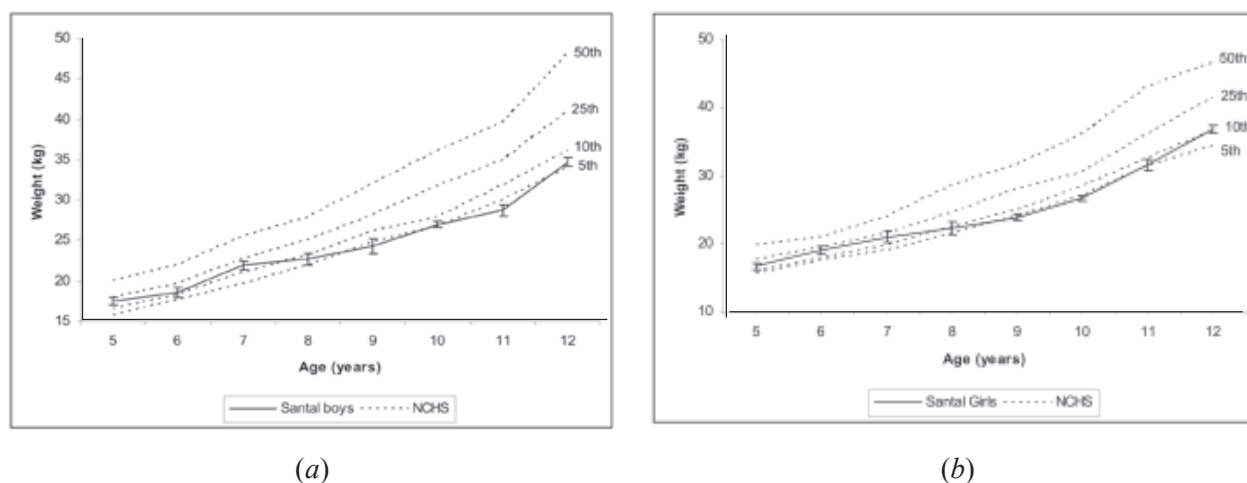 50
45
40
35
30
25
20
15
Weight (kg)
50th
25th
10th
5th
5 6 7 8 9 10 11 12
Age (years)
Santal boys NCHS
(a)
50
40
30
20
10
Weight (kg)
50th
25th
10th
5th
5 6 7 8 9 10 11 12
Age (years)
Santal Girls NCHS
(b)